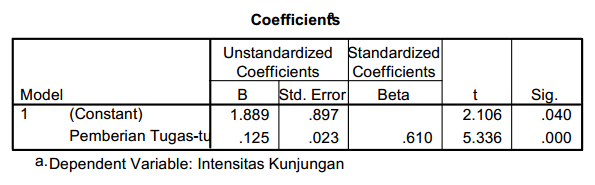 Coefficientsa
Unstandardized Standardized
Coefficients Coefficients
Model B Std. Error Beta t Sig.
1 (Constant) 1.889 .897 2.106 .040
Pemberian Tugas-tu .125 .023 .610 5.336 .000
a. Dependent Variable: Intensitas Kunjungan